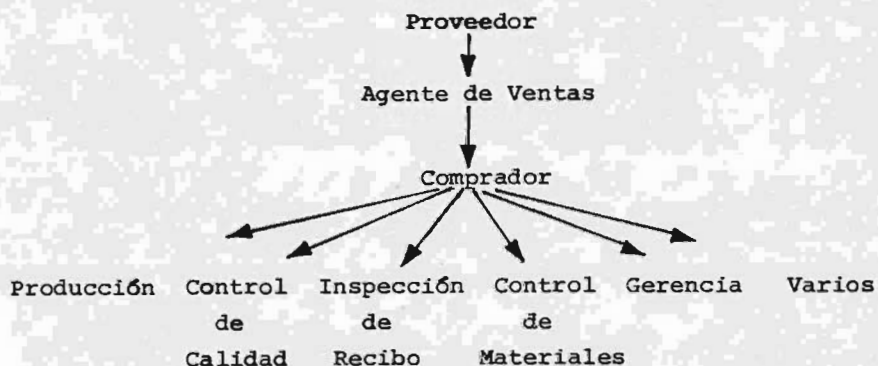 Proveedor
Agente de Ventas
Comprador
Producción Control Inspección Control Gerencia Varios
de de de
Calidad Recibo Materiales